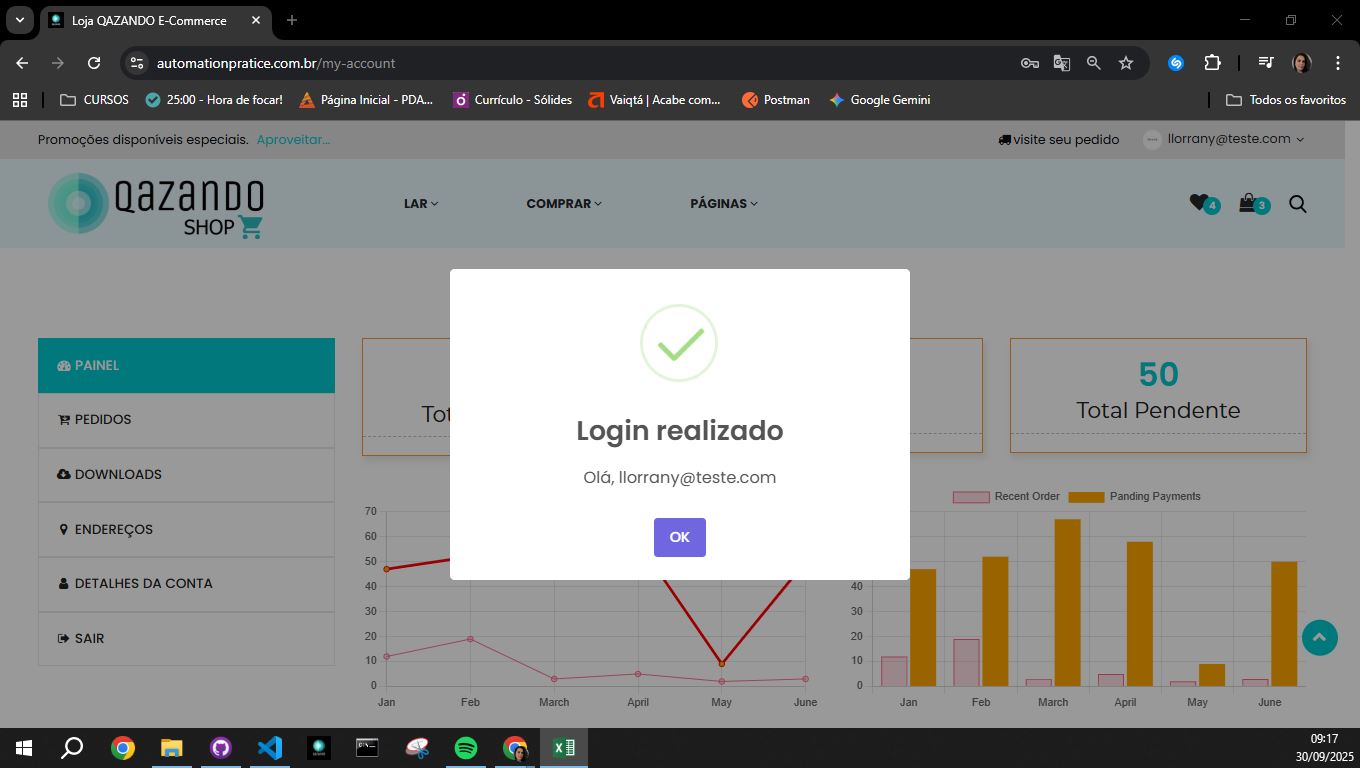 Loja QAZANDO E-Commerce
automationpratice.com.br/my-account
CURSOS
25:00 - Hora de focar!
Página Inicial - PDA...
Currículo - Sólides
Vaiqtá | Acabe com...
Postman
Google Gemini
Todos os favoritos
Promoções disponíveis especiais. Aproveitar...
visite seu pedido
llorrany@teste.com
QAZANDO
SHOP
LAR
COMPRAR
PÁGINAS
4
3
PAINEL
PEDIDOS
DOWNLOADS
ENDEREÇOS
DETALHES DA CONTA
SAIR
Login realizado
Olá, llorrany@teste.com
OK
50
Total Pendente
Recent Order
Panding Payments
70
60
50
40
30
20
10
0
Jan
Feb
March
April
May
June
40
30
20
10
0
Jan
Feb
March
April
May
June
09:17
30/09/2025